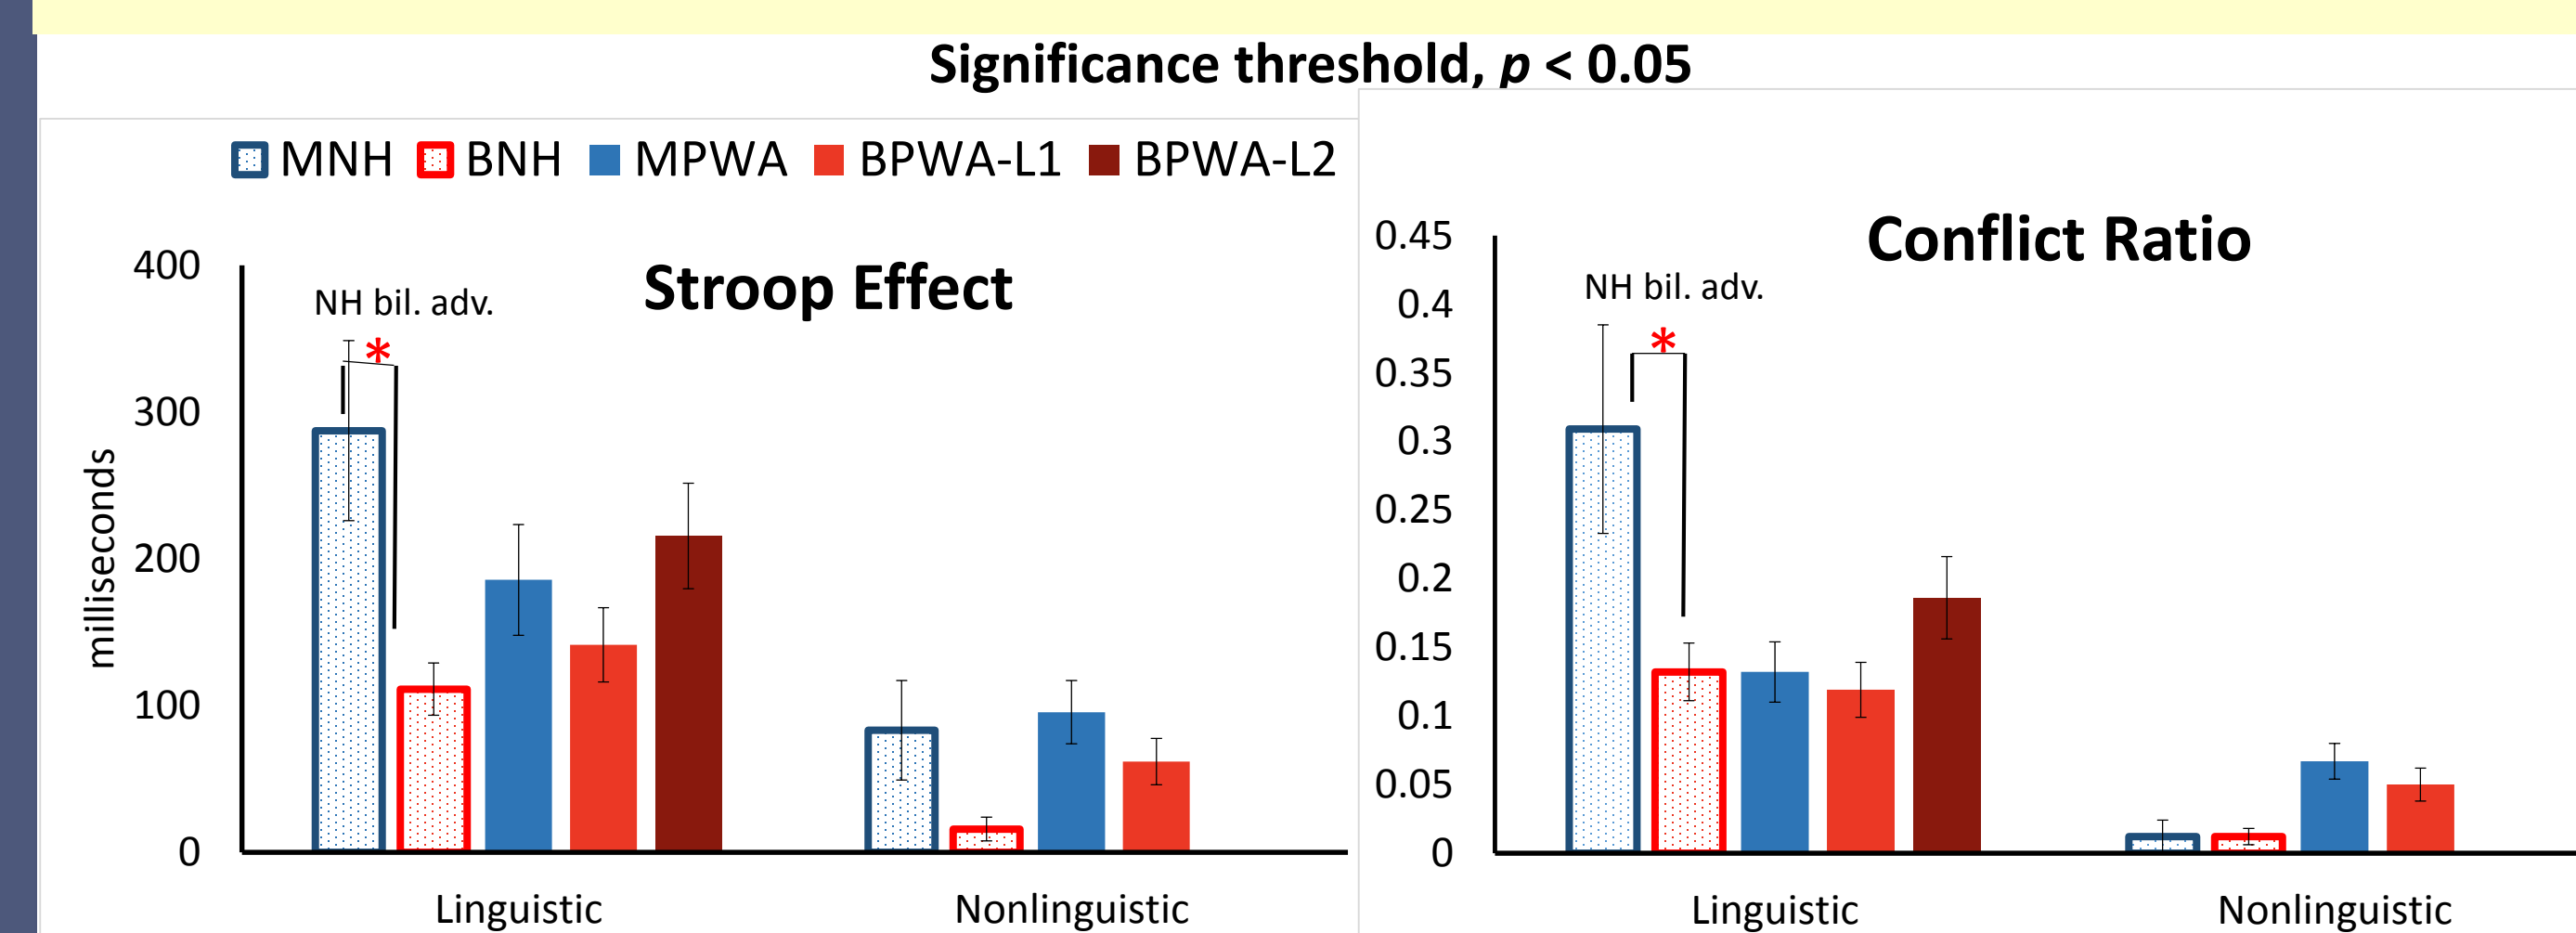 Significance threshold, p < 0.05
MNH BNH MPWA BPWA-L1 BPWA-L2
Stroop Effect
NH bil. adv.
*
milliseconds
400
300
200
100
0
Linguistic Nonlinguistic
Conflict Ratio
NH bil. adv.
*
0.45
0.4
0.35
0.3
0.25
0.2
0.15
0.1
0.05
0
Linguistic Nonlinguistic